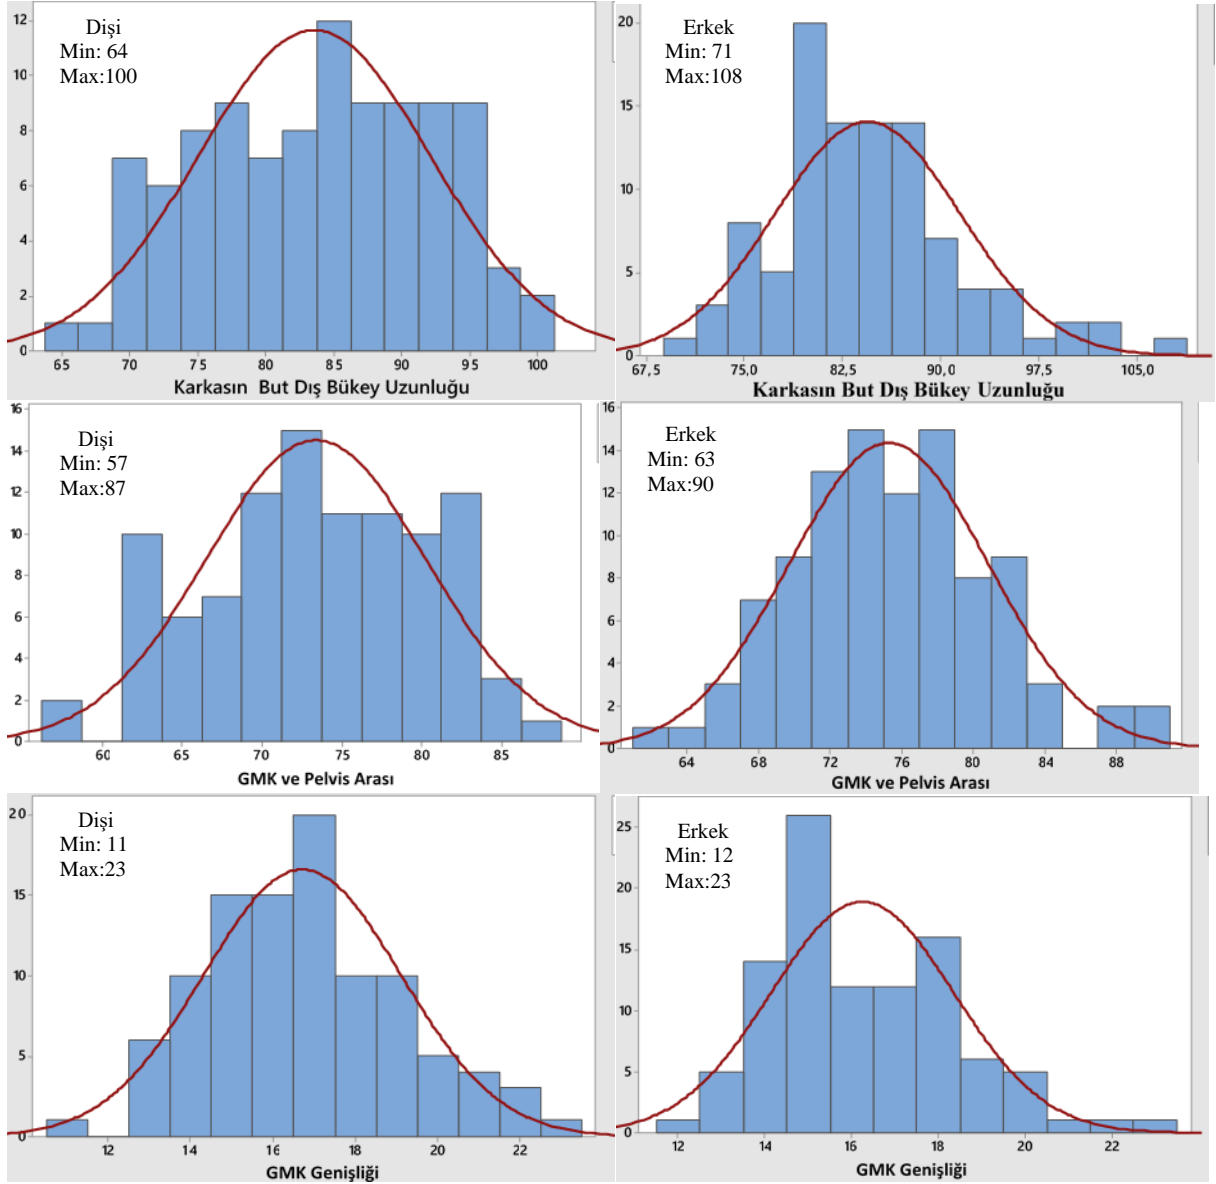 Dişi
Min: 64
Max:100
12
10
8
6
4
2
0
65 70 75 80 85 90 95 100
Karkasın But Dış Bükey Uzunluğu
Erkek
Min: 71
Max:108
20
15
10
5
0
67,5 75,0 82,5 90,0 97,5 105,0
Karkasın But Dış Bükey Uzunluğu
Dişi
Min: 57
Max:87
16
14
12
10
8
6
4
2
0
60 65 70 75 80 85
GMK ve Pelvis Arası
Erkek
Min: 63
Max:90
16
14
12
10
8
6
4
2
0
64 68 72 76 80 84 88
GMK ve Pelvis Arası
Dişi
Min: 11
Max:23
20
15
10
5
0
12 14 16 18 20 22
GMK Genişliği
Erkek
Min: 12
Max:23
25
20
15
10
5
0
12 14 16 18 20 22
GMK Genişliği